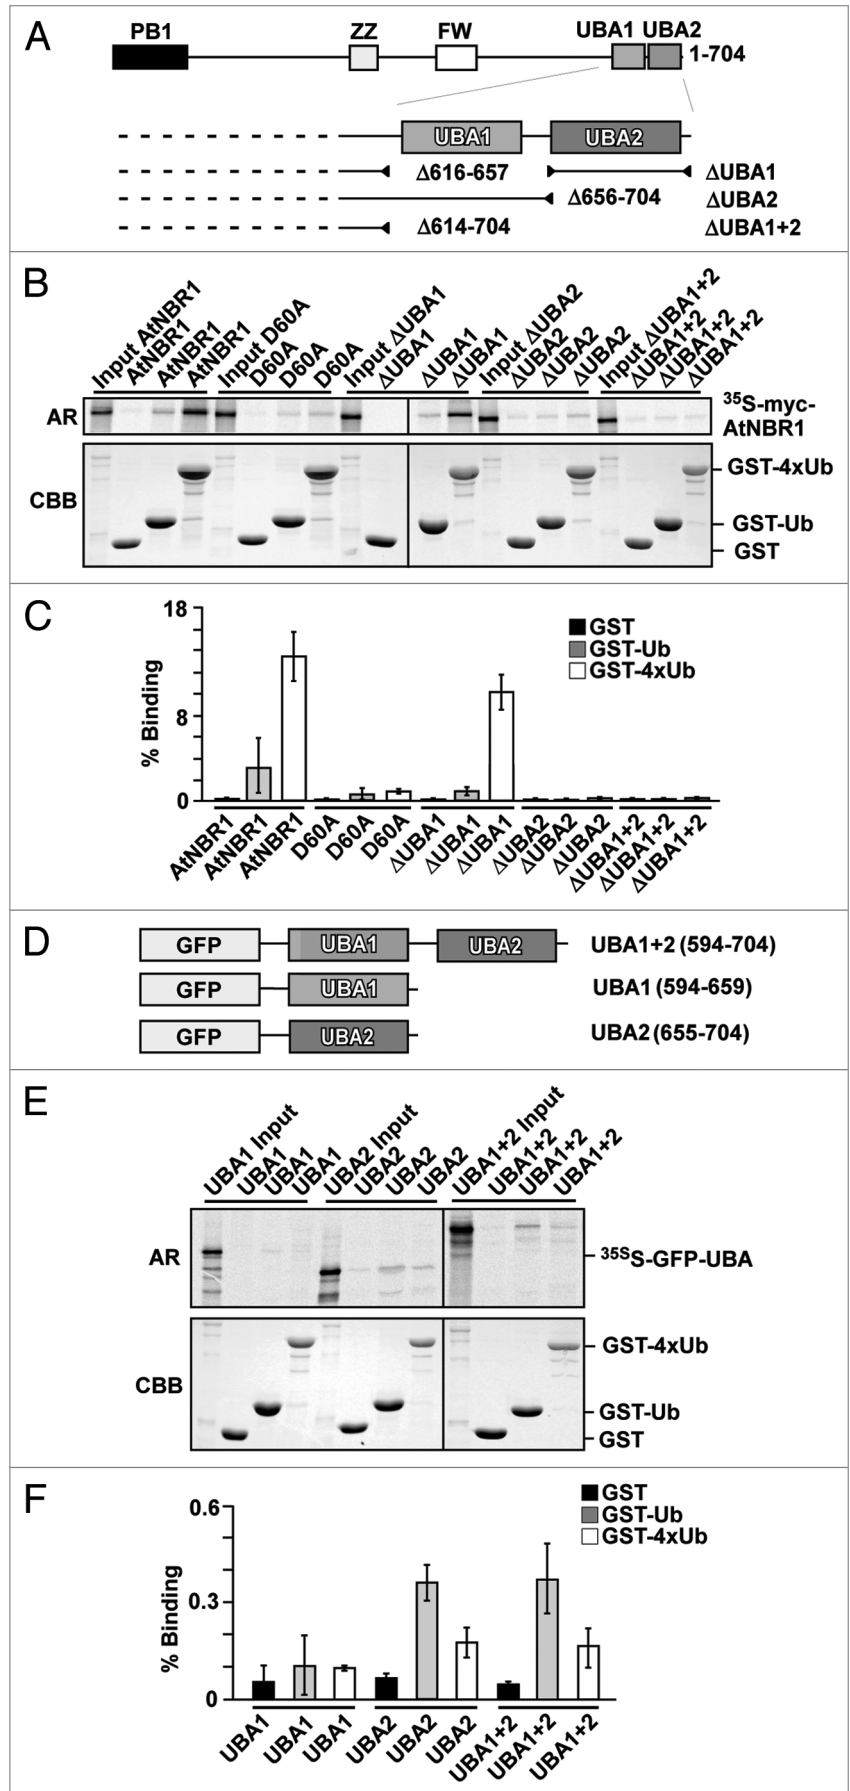 A
PB1 ZZ FW UBA1 UBA2
1-704
UBA1 UBA2
Δ616-657 ΔUBA1
Δ656-704 ΔUBA2
Δ614-704 ΔUBA1+2
B
Input AtNBR1 AtNBR1 AtNBR1 AtNBR1 Input D60A D60A D60A D60A Input ΔUBA1 ΔUBA1 ΔUBA1 ΔUBA1 Input ΔUBA2 ΔUBA2 ΔUBA2 ΔUBA2 Input ΔUBA1+2 ΔUBA1+2 ΔUBA1+2 ΔUBA1+2
AR
35S-myc-
AtNBR1
CBB
GST-4xUb
GST-Ub
GST
C
% Binding
18
8
0
GST
GST-Ub
GST-4xUb
AtNBR1 AtNBR1 AtNBR1 D60A D60A D60A ΔUBA1 ΔUBA1 ΔUBA1 ΔUBA2 ΔUBA2 ΔUBA2 ΔUBA1+2 ΔUBA1+2 ΔUBA1+2
D
GFP UBA1 UBA2 UBA1+2 (594-704)
GFP UBA1 UBA1 (594-659)
GFP UBA2 UBA2 (655-704)
E
UBA1 Input UBA1 UBA1 UBA1 UBA2 Input UBA2 UBA2 UBA2 UBA1+2 Input UBA1+2 UBA1+2 UBA1+2
AR
35SS-GFP-UBA
CBB
GST-4xUb
GST-Ub
GST
F
% Binding
0.6
0.3
0
GST
GST-Ub
GST-4xUb
UBA1 UBA1 UBA1 UBA2 UBA2 UBA2 UBA1+2 UBA1+2 UBA1+2